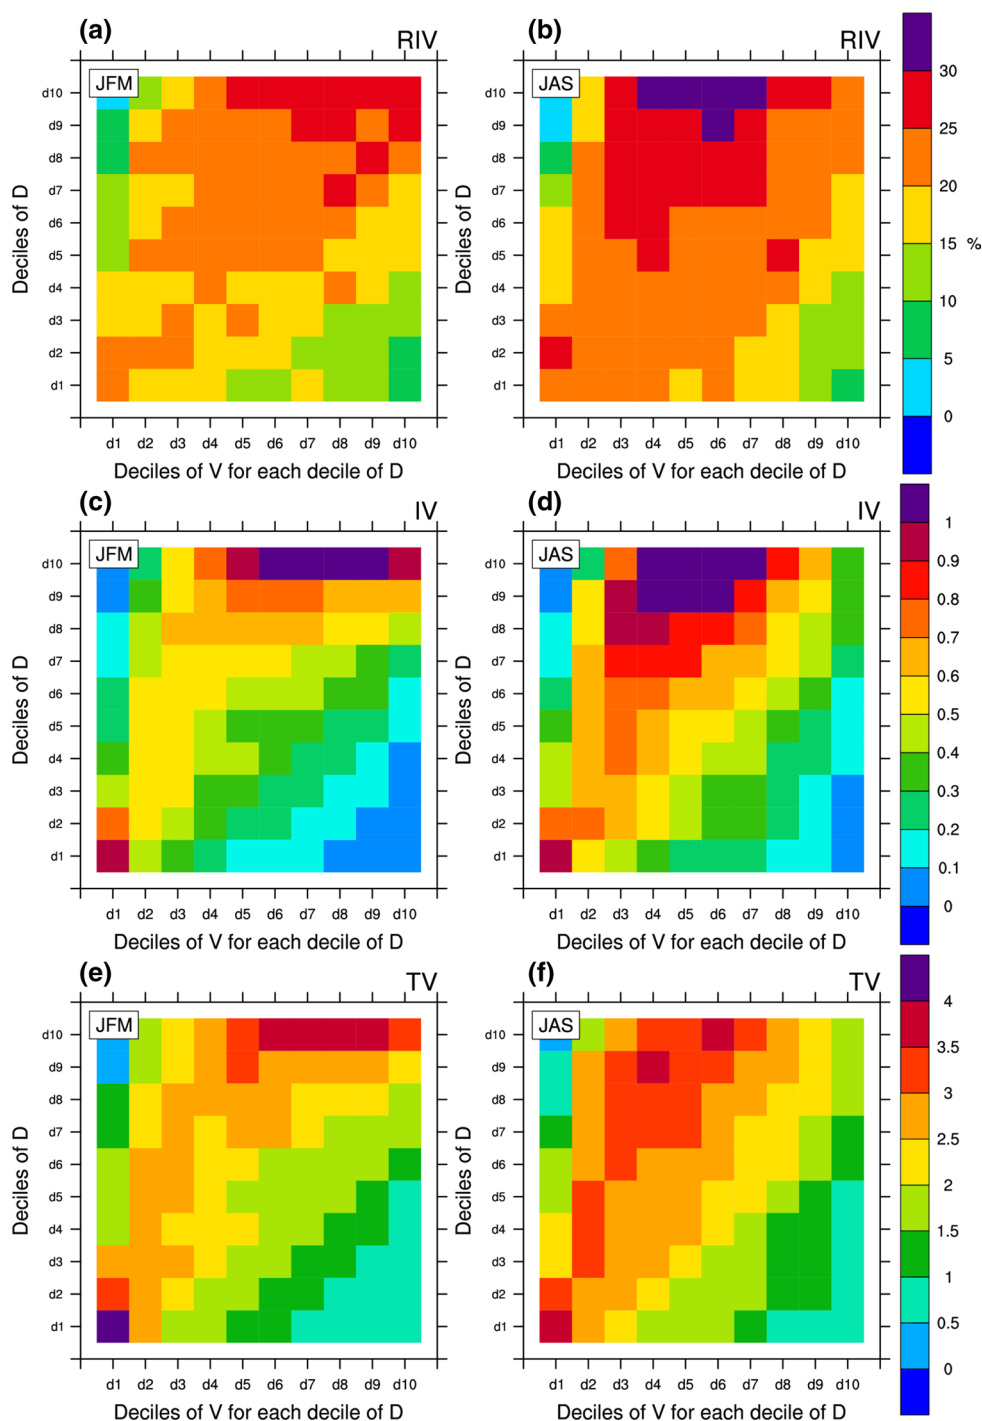 (a) RIV (b) RIV
JFM JAS
d10 d10 30
d9 d9
d8 d8 25
d7 d7 20
d6 d6
d5 d5 15 %
d4 d4 10
d3 d3
d2 d2 5
d1 d1 0
Deciles of D Deciles of D
d1 d2 d3 d4 d5 d6 d7 d8 d9 d10 d1 d2 d3 d4 d5 d6 d7 d8 d9 d10
Deciles of V for each decile of D Deciles of V for each decile of D
(c) IV (d) IV
JFM JAS
d10 d10 1
d9 d9 0.9
d8 d8 0.8
d7 d7 0.7
d6 d6 0.6
d5 d5 0.5
d4 d4 0.4
d3 d3 0.3
d2 d2 0.2
d1 d1 0.1
0
Deciles of D Deciles of D
d1 d2 d3 d4 d5 d6 d7 d8 d9 d10 d1 d2 d3 d4 d5 d6 d7 d8 d9 d10
Deciles of V for each decile of D Deciles of V for each decile of D
(e) TV (f) TV
JFM JAS
d10 d10 4
d9 d9 3.5
d8 d8 3
d7 d7 2.5
d6 d6
d5 d5 2
d4 d4 1.5
d3 d3 1
d2 d2 0.5
d1 d1 0
Deciles of D Deciles of D
d1 d2 d3 d4 d5 d6 d7 d8 d9 d10 d1 d2 d3 d4 d5 d6 d7 d8 d9 d10
Deciles of V for each decile of D Deciles of V for each decile of D